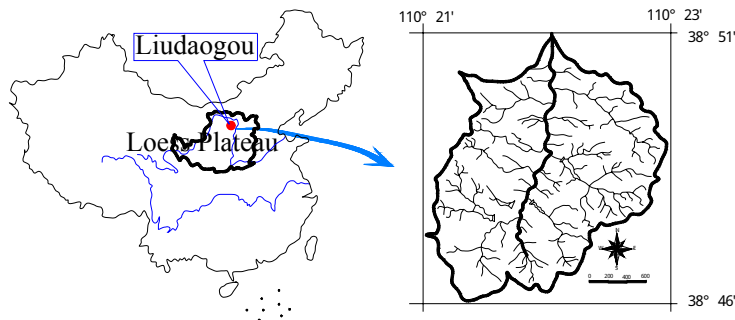 110° 21'
110° 23'
Liudaogou
38° 51'
Loess Plateau
N
W
E
S
0 200 400 600
38° 46'